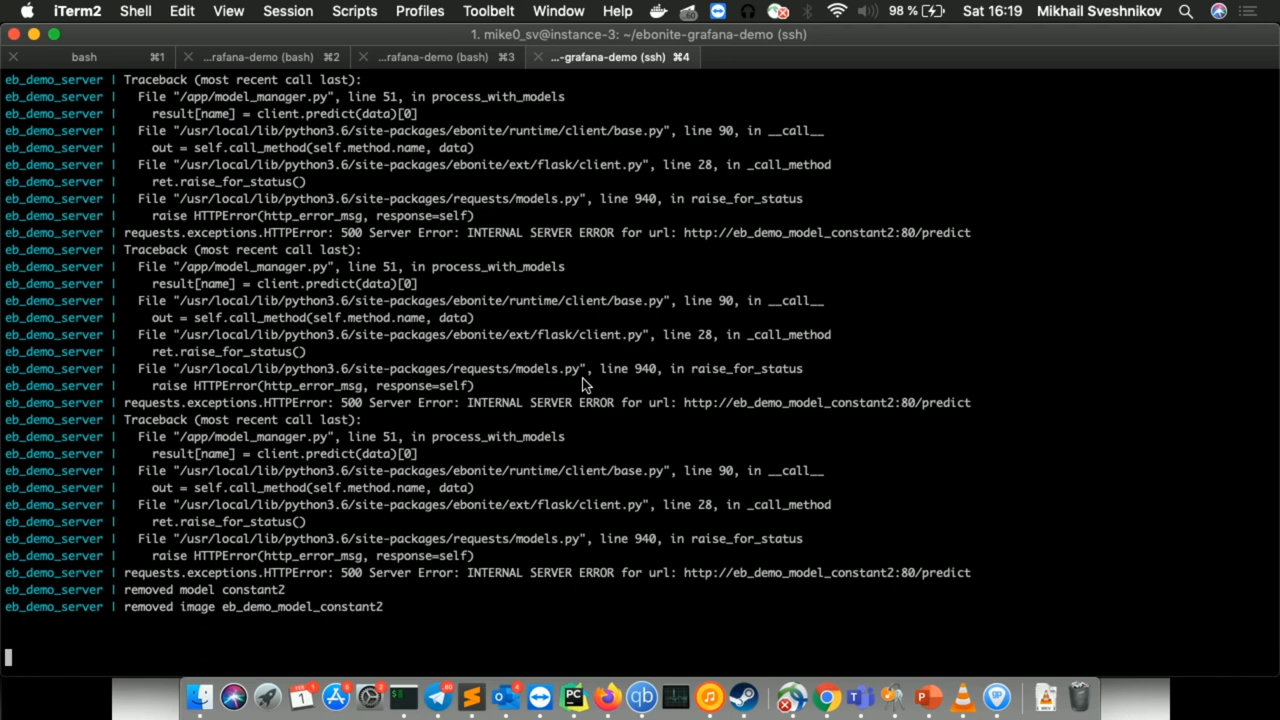 iTerm2 Shell Edit View Session Scripts Profiles Toolbelt Window Help 98 % Sat 16:19 Mikhail Sveshnikov
1. mike0_sv@instance-3: ~/ebonite-grafana-demo (ssh)
bash ⌘1 ...rafana-demo (bash) ⌘2 ...rafana-demo (bash) ⌘3 ...-grafana-demo (ssh) ⌘4
eb_demo_server | Traceback (most recent call last):
eb_demo_server |   File "/app/model_manager.py", line 51, in process_with_models
eb_demo_server |     result[name] = client.predict(data)[0]
eb_demo_server |   File "/usr/local/lib/python3.6/site-packages/ebonite/runtime/client/base.py", line 90, in __call__
eb_demo_server |     out = self.call_method(self.method.name, data)
eb_demo_server |   File "/usr/local/lib/python3.6/site-packages/ebonite/ext/flask/client.py", line 28, in _call_method
eb_demo_server |     ret.raise_for_status()
eb_demo_server |   File "/usr/local/lib/python3.6/site-packages/requests/models.py", line 940, in raise_for_status
eb_demo_server |     raise HTTPError(http_error_msg, response=self)
eb_demo_server | requests.exceptions.HTTPError: 500 Server Error: INTERNAL SERVER ERROR for url: http://eb_demo_model_constant2:80/predict
eb_demo_server | Traceback (most recent call last):
eb_demo_server |   File "/app/model_manager.py", line 51, in process_with_models
eb_demo_server |     result[name] = client.predict(data)[0]
eb_demo_server |   File "/usr/local/lib/python3.6/site-packages/ebonite/runtime/client/base.py", line 90, in __call__
eb_demo_server |     out = self.call_method(self.method.name, data)
eb_demo_server |   File "/usr/local/lib/python3.6/site-packages/ebonite/ext/flask/client.py", line 28, in _call_method
eb_demo_server |     ret.raise_for_status()
eb_demo_server |   File "/usr/local/lib/python3.6/site-packages/requests/models.py", line 940, in raise_for_status
eb_demo_server |     raise HTTPError(http_error_msg, response=self)
eb_demo_server | requests.exceptions.HTTPError: 500 Server Error: INTERNAL SERVER ERROR for url: http://eb_demo_model_constant2:80/predict
eb_demo_server | Traceback (most recent call last):
eb_demo_server |   File "/app/model_manager.py", line 51, in process_with_models
eb_demo_server |     result[name] = client.predict(data)[0]
eb_demo_server |   File "/usr/local/lib/python3.6/site-packages/ebonite/runtime/client/base.py", line 90, in __call__
eb_demo_server |     out = self.call_method(self.method.name, data)
eb_demo_server |   File "/usr/local/lib/python3.6/site-packages/ebonite/ext/flask/client.py", line 28, in _call_method
eb_demo_server |     ret.raise_for_status()
eb_demo_server |   File "/usr/local/lib/python3.6/site-packages/requests/models.py", line 940, in raise_for_status
eb_demo_server |     raise HTTPError(http_error_msg, response=self)
eb_demo_server | requests.exceptions.HTTPError: 500 Server Error: INTERNAL SERVER ERROR for url: http://eb_demo_model_constant2:80/predict
eb_demo_server | removed model constant2
eb_demo_server | removed image eb_demo_model_constant2